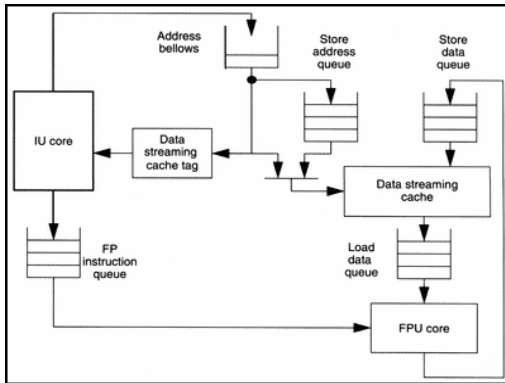 Address
bellows
Store
address
queue
Store
data
queue
IU core
Data
streaming
cache tag
Data streaming
cache
FP
instruction
queue
Load
data
queue
FPU core